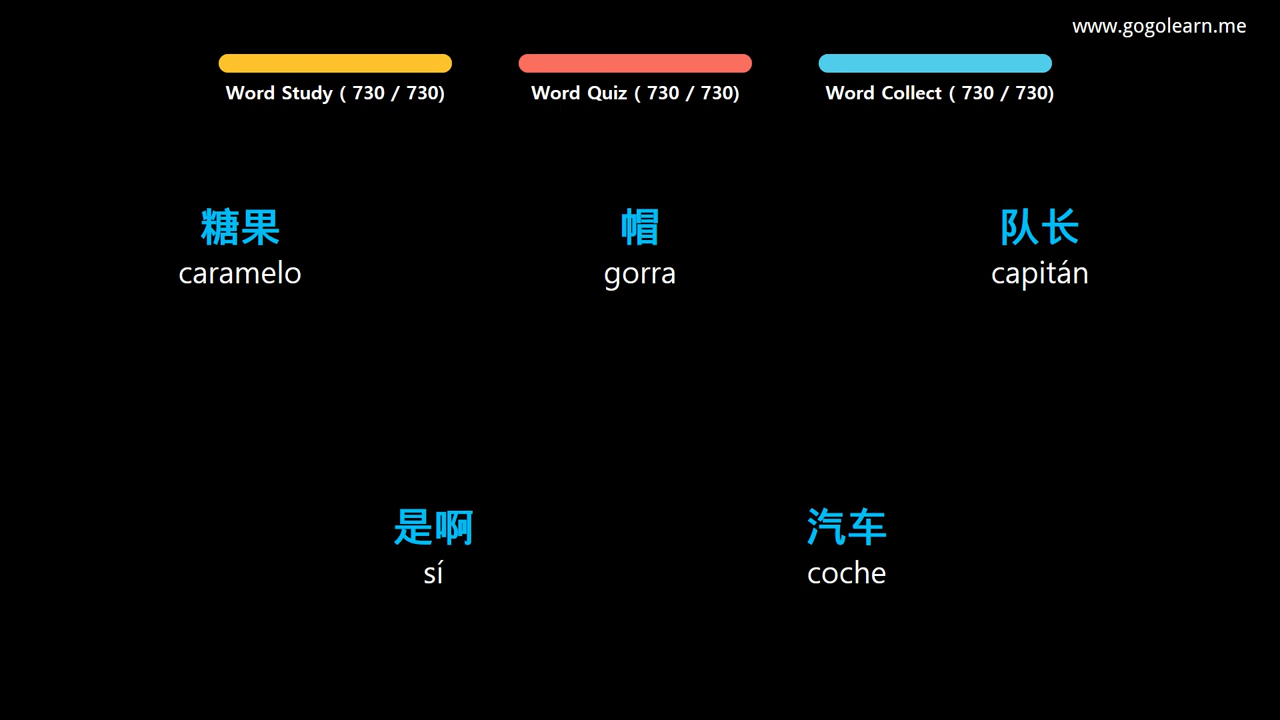 www.gogolearn.me
Word Study ( 730 / 730)
Word Quiz ( 730 / 730)
Word Collect ( 730 / 730)
糖果
caramelo
帽
gorra
队长
capitán
是啊
sí
汽车
coche